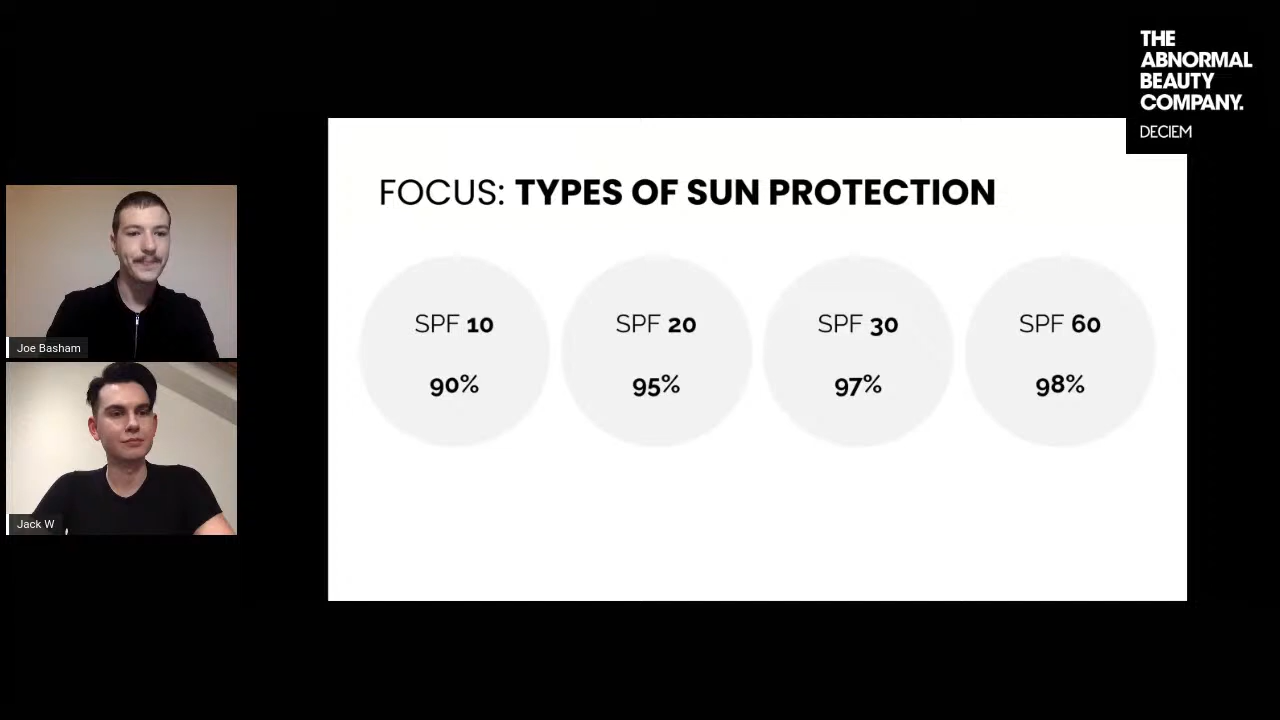 THE
ABNORMAL
BEAUTY
COMPANY.
DECIEM
FOCUS: TYPES OF SUN PROTECTION
SPF 10
90%
SPF 20
95%
SPF 30
97%
SPF 60
98%
Joe Basham
Jack W